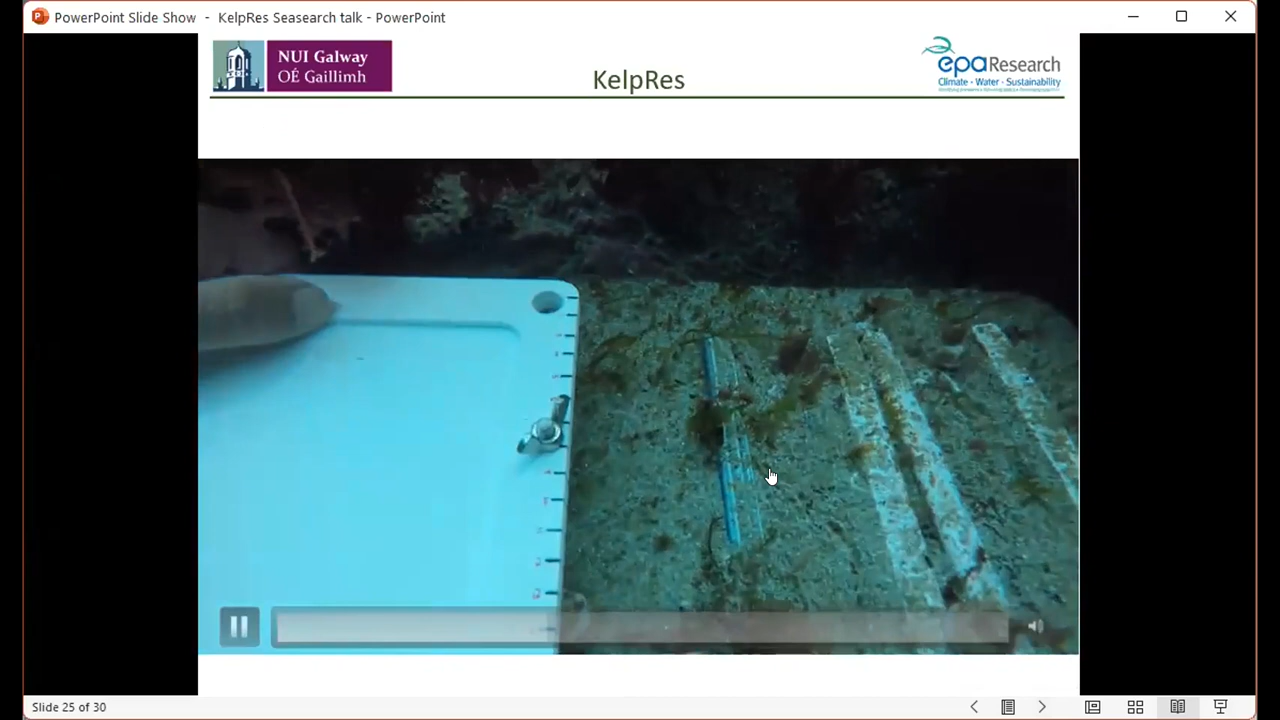 PowerPoint Slide Show - KelpRes Seasearch talk - PowerPoint
NUI Galway
OÉ Gaillimh
KelpRes
epaResearch
Climate - Water - Sustainability
Slide 25 of 30